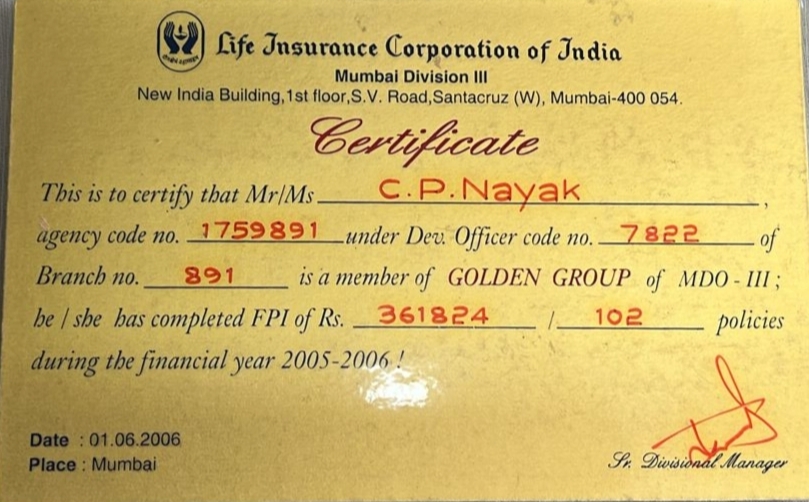 Life Insurance Corporation of India
Mumbai Division III
New India Building,1st floor,S.V. Road,Santacruz (W), Mumbai-400 054.
Certificate
This is to certify that Mr/Ms C.P.Nayak ,
agency code no. 1759891 under Dev. Officer code no. 7822 of
Branch no. 891 is a member of GOLDEN GROUP of MDO - III ;
he / she has completed FPI of Rs. 361824 / 102 policies
during the financial year 2005-2006 !
Date : 01.06.2006
Place : Mumbai
Sr. Divisional Manager